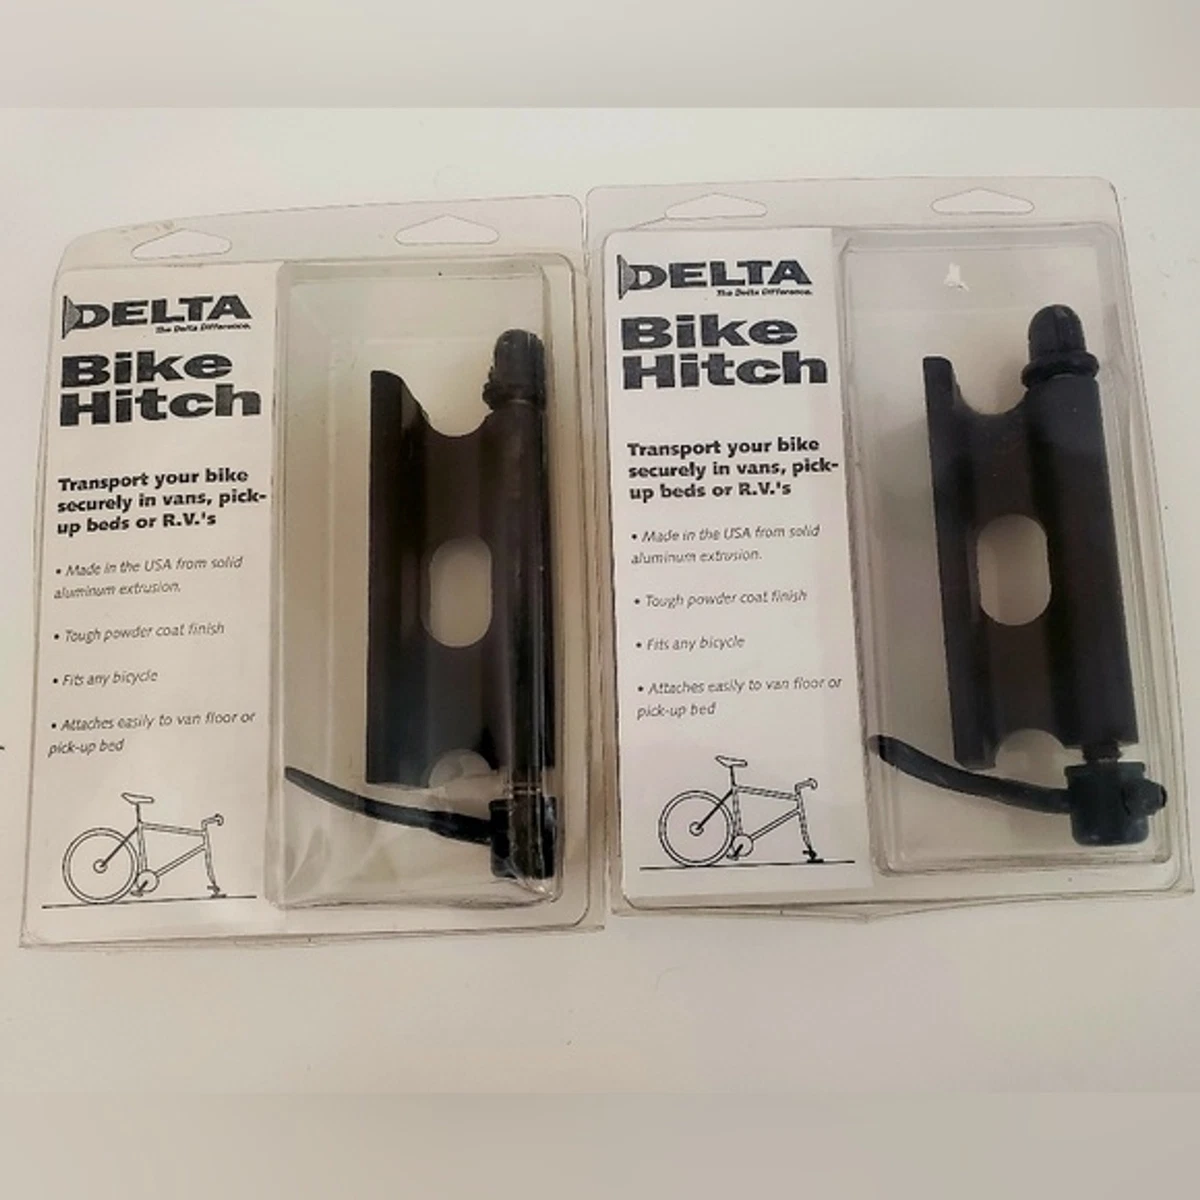 DELTA
The Delta Difference.
Bike
Hitch
Transport your bike
securely in vans, pick-
up beds or R.V.'s
• Made in the USA from solid
aluminum extrusion.
• Tough powder coat finish
• Fits any bicycle
• Attaches easily to van floor or
pick-up bed
DELTA
The Delta Difference.
Bike
Hitch
Transport your bike
securely in vans, pick-
up beds or R.V.'s
• Made in the USA from solid
aluminum extrusion.
• Tough powder coat finish
• Fits any bicycle
• Attaches easily to van floor or
pick-up bed